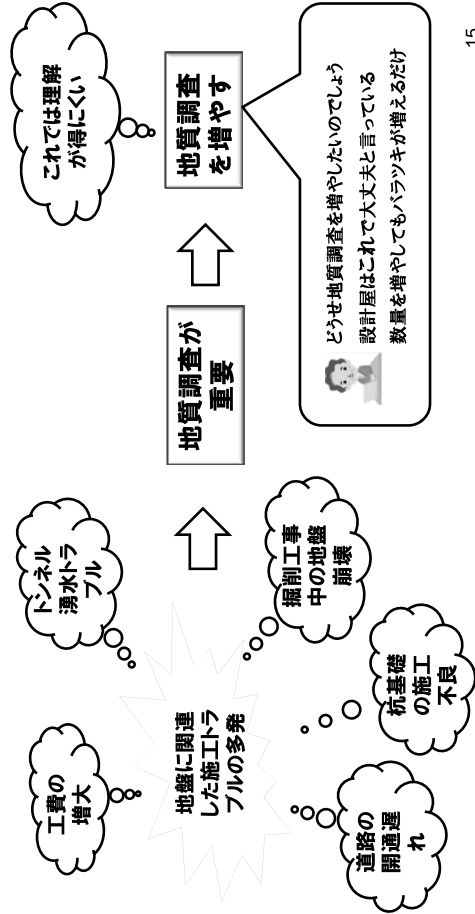 工費の
増大
トンネル
湧水トラ
ブル
地盤に関連
した施工トラ
ブルの多発
道路の
開通遅
れ
杭基礎
の施工
不良
掘削工事
中の地盤
崩壊
地質調査が
重要
地質調査
を増やす
これでは理解
が得にくい
どうせ地質調査を増やしたいのでしょう
設計屋はこれで大丈夫と言っている
数量を増やしてもバラツキが増えるだけ
15